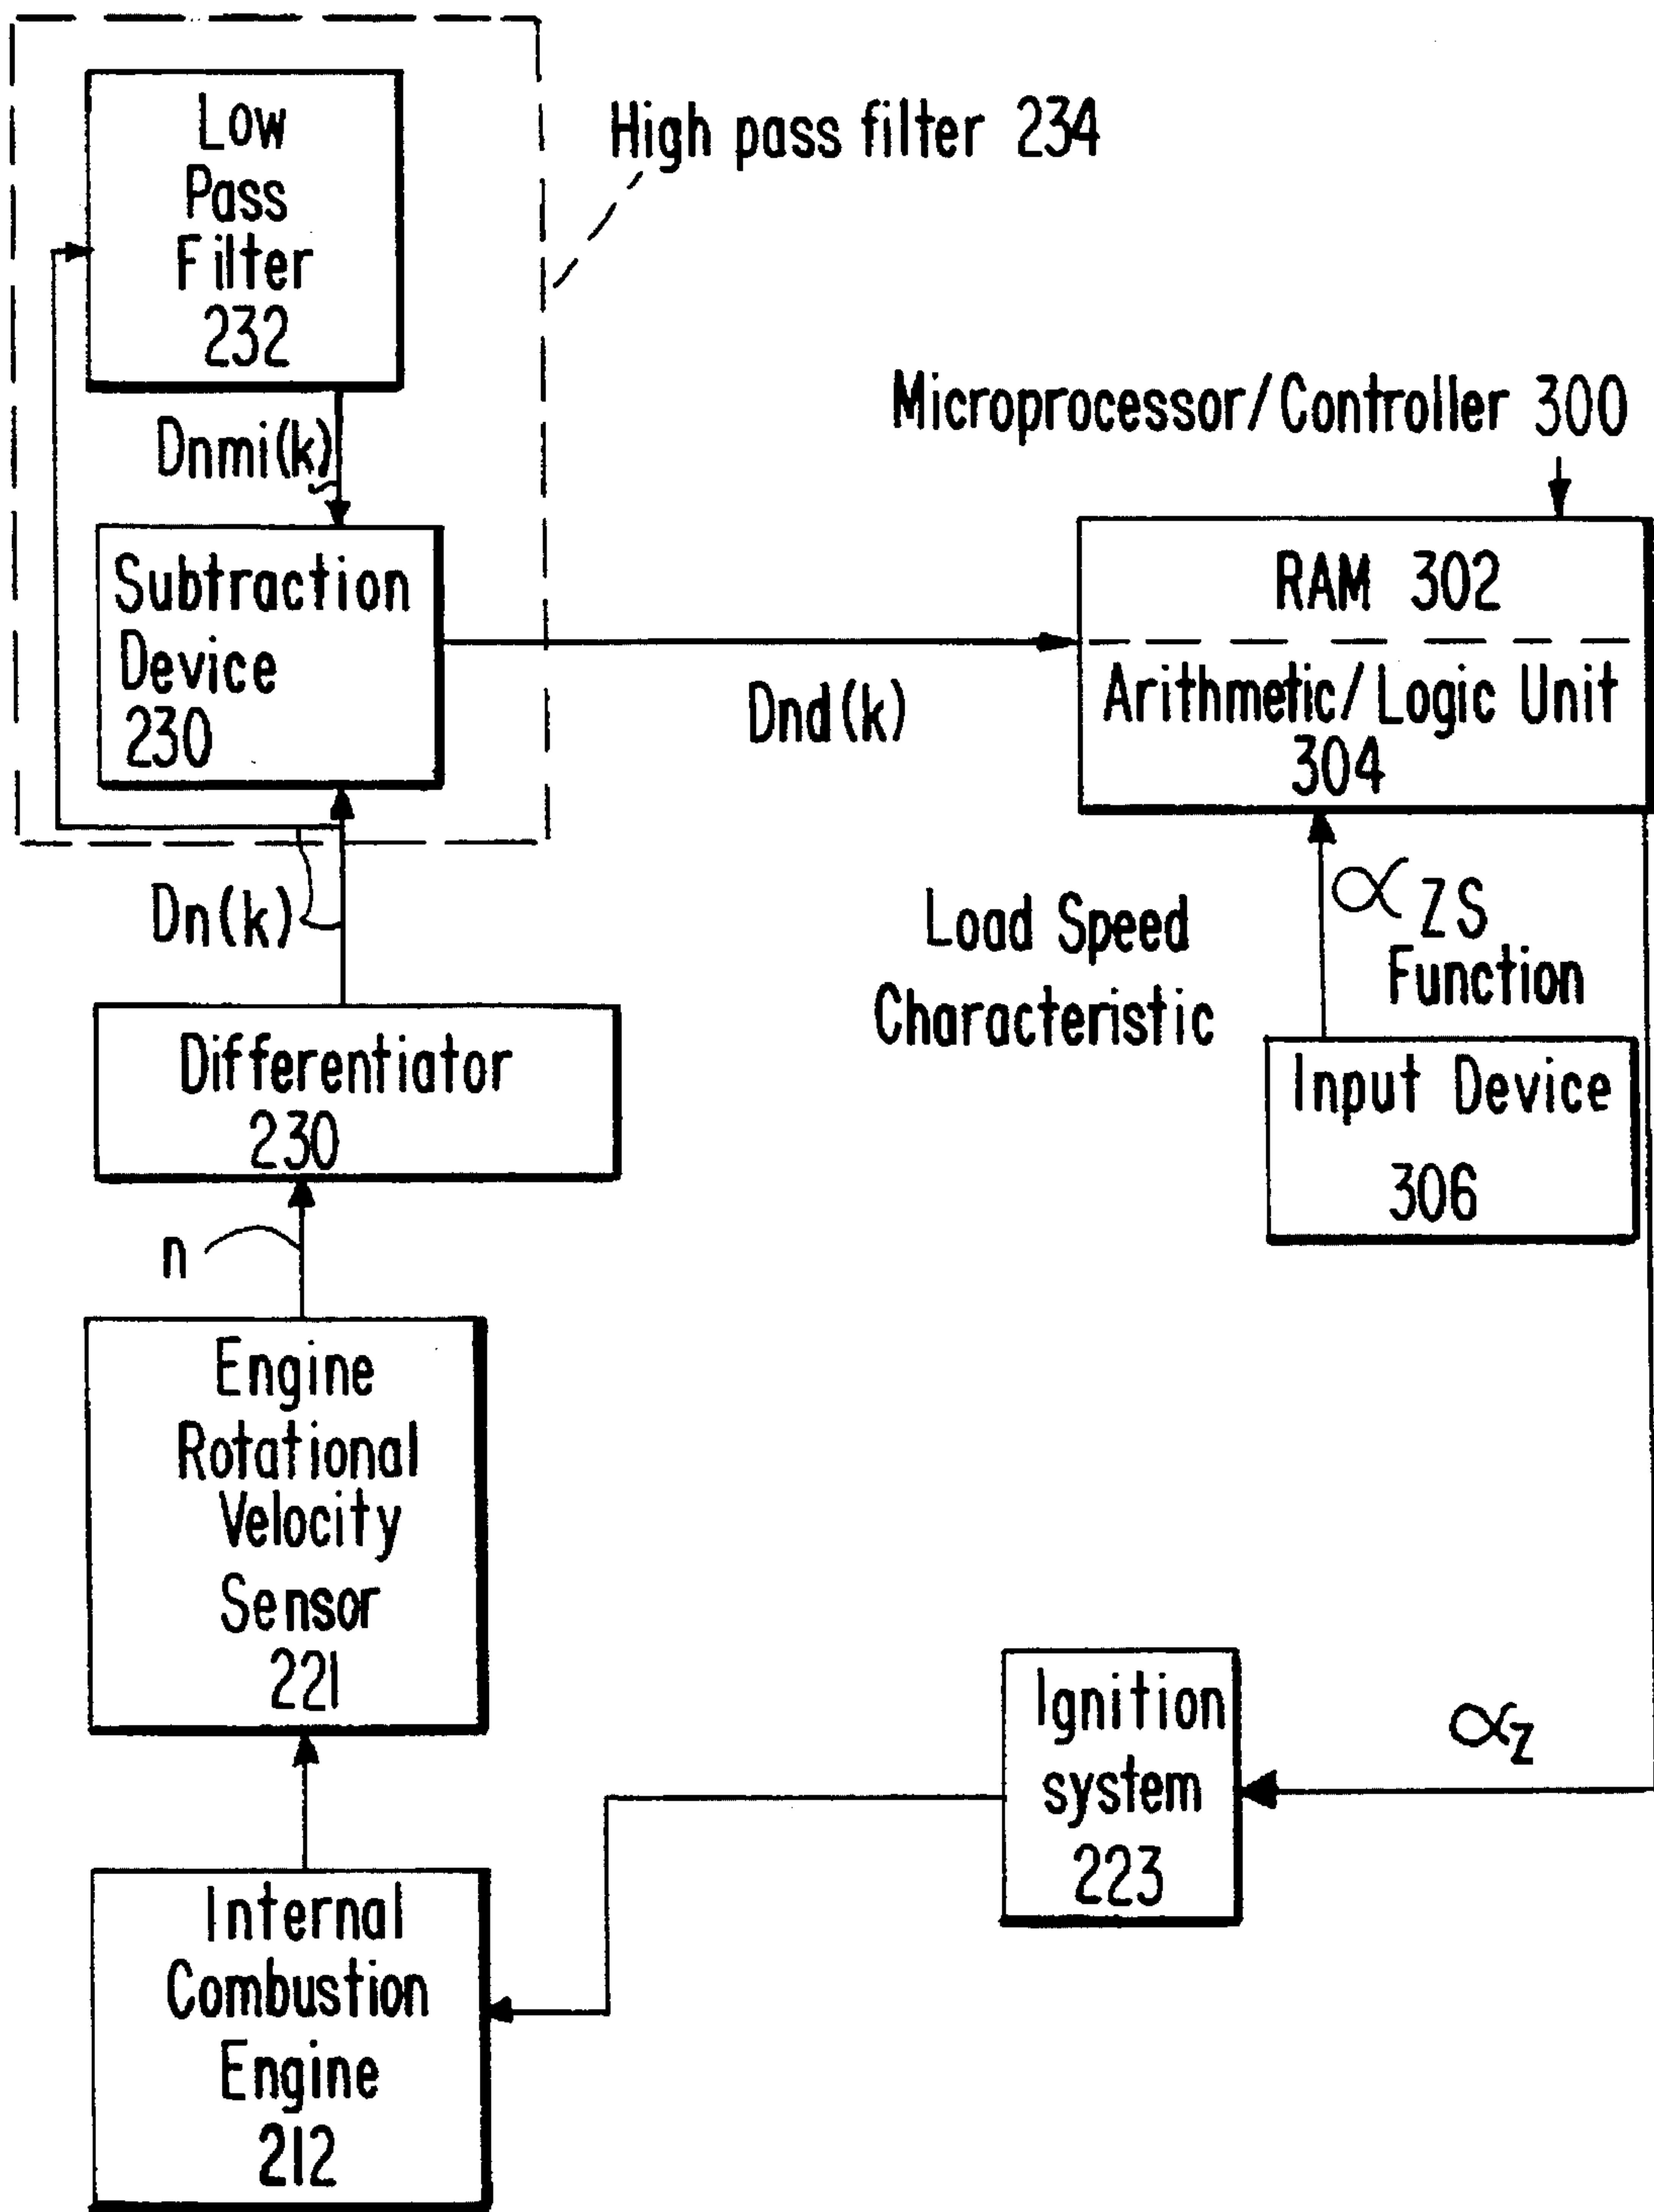 Low
Pass
Filter
232
High pass filter 234
Dnmi(k)
Microprocessor/Controller 300
Subtraction
Device
230
Dnd(k)
RAM 302
Arithmetic/Logic Unit
304
Dn(k)
Load Speed
Characteristic
∝ZS
Function
Differentiator
230
Input Device
306
n
Engine
Rotational
Velocity
Sensor
221
Ignition
system
223
∝Z
Internal
Combustion
Engine
212